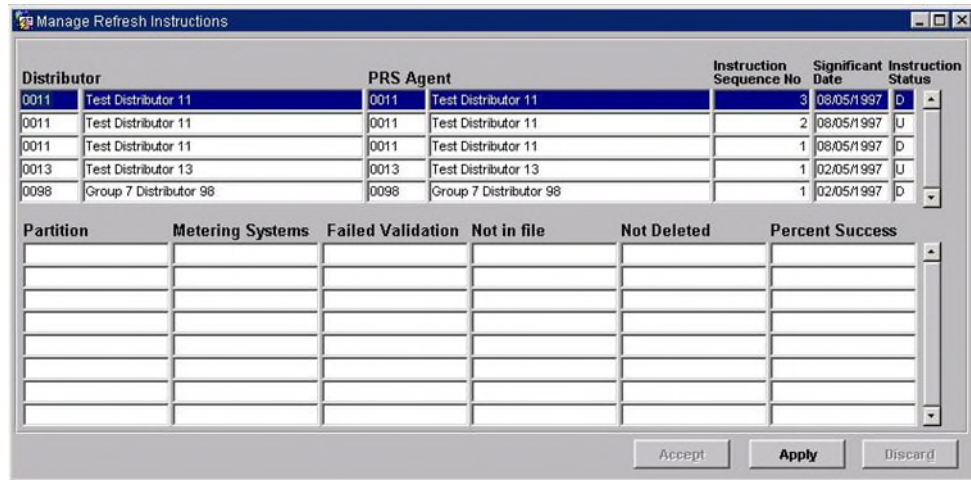 Manage Refresh Instructions
Distributor PRS Agent Instruction Sequence No Significant Date Instruction Status
0011 Test Distributor 11 0011 Test Distributor 11 3 08/05/1997 D
0011 Test Distributor 11 0011 Test Distributor 11 2 08/05/1997 U
0011 Test Distributor 11 0011 Test Distributor 11 1 08/05/1997 D
0013 Test Distributor 13 0013 Test Distributor 13 1 02/05/1997 U
0098 Group 7 Distributor 98 0098 Group 7 Distributor 98 1 02/05/1997 D
Partition Metering Systems Failed Validation Not in file Not Deleted Percent Success
Accept Apply Discard